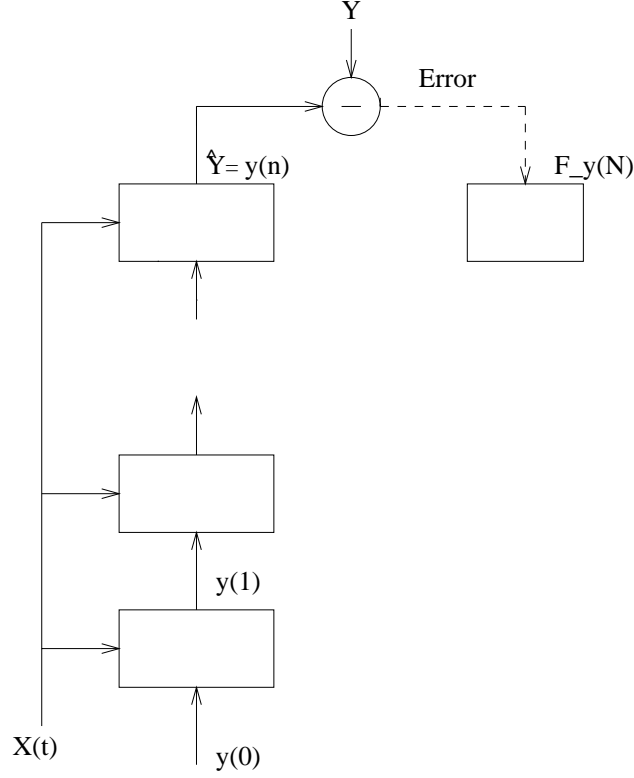 Y
Error
Ŷ= y(n)
F_y(N)
y(1)
X(t)
y(0)